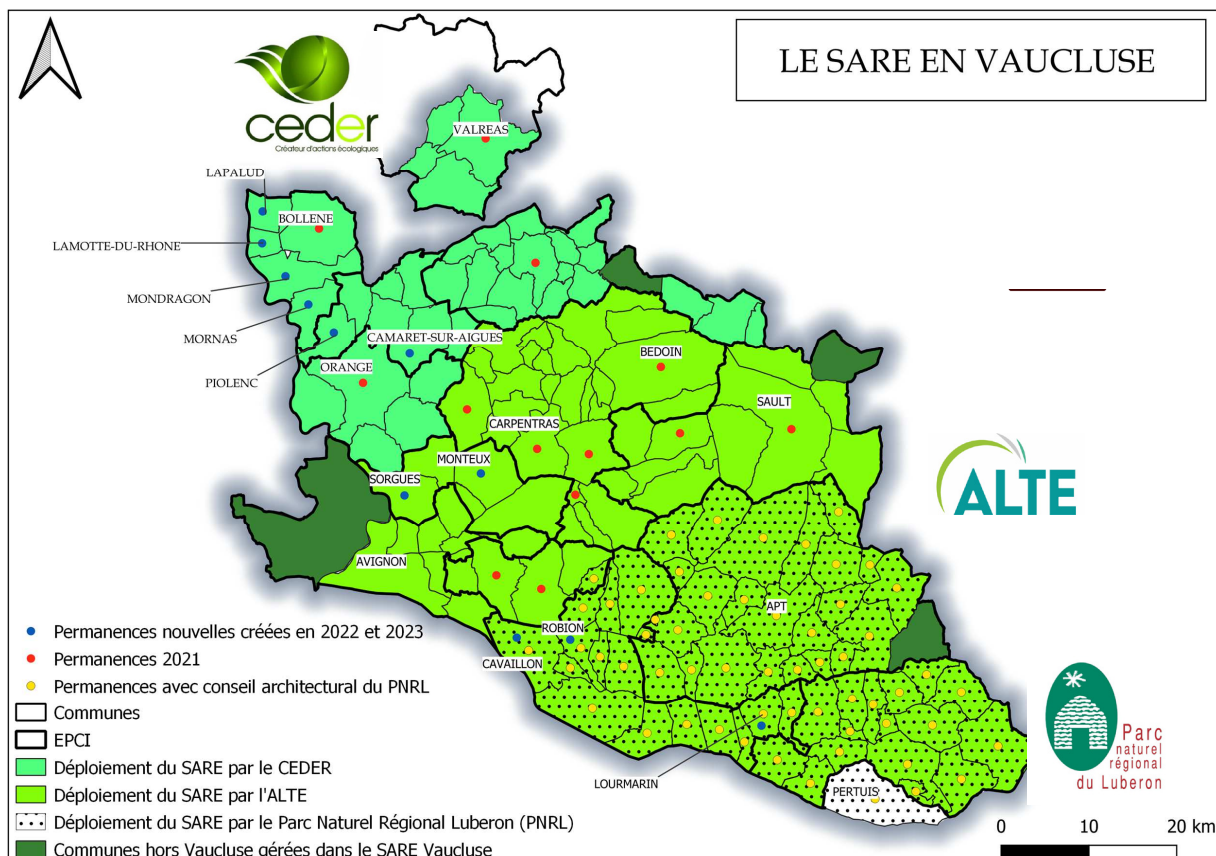 LE SARE EN VAUCLUSE
ceder
Créateur d'actions écologiques
VALREAS
LAPALUD
BOLLENE
LAMOTTE-DU-RHONE
MONDRAGON
MORNAS
CAMARET-SUR-AIGUES
PIOLENC
ORANGE
BEDOIN
SAULT
CARPENTRAS
MONTEUX
SORGUES
ALTE
AVIGNON
APT
ROBION
CAVAILLON
LOURMARIN
PERTUIS
Permanences nouvelles créées en 2022 et 2023
Permanences 2021
Permanences avec conseil architectural du PNRL
Communes
EPCI
Déploiement du SARE par le CEDER
Déploiement du SARE par l'ALTE
Déploiement du SARE par le Parc Naturel Régional Luberon (PNRL)
Communes hors Vaucluse gérées dans le SARE Vaucluse
Parc
naturel
régional
du Luberon
0 10 20 km